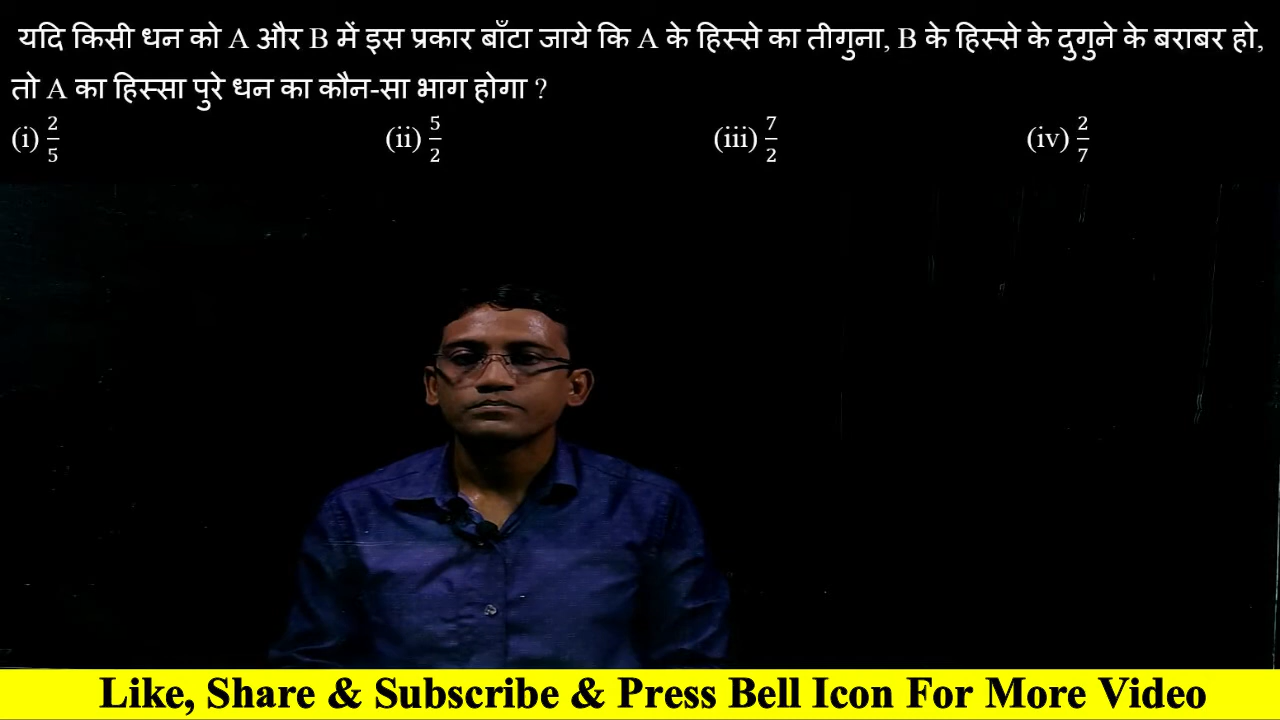 यदि किसी धन को A और B में इस प्रकार बाँटा जाये कि A के हिस्से का तीगुना, B के हिस्से के दुगुने के बराबर हो,
तो A का हिस्सा पुरे धन का कौन-सा भाग होगा ?
(i) 2/5 (ii) 5/2 (iii) 7/2 (iv) 2/7
Like, Share & Subscribe & Press Bell Icon For More Video